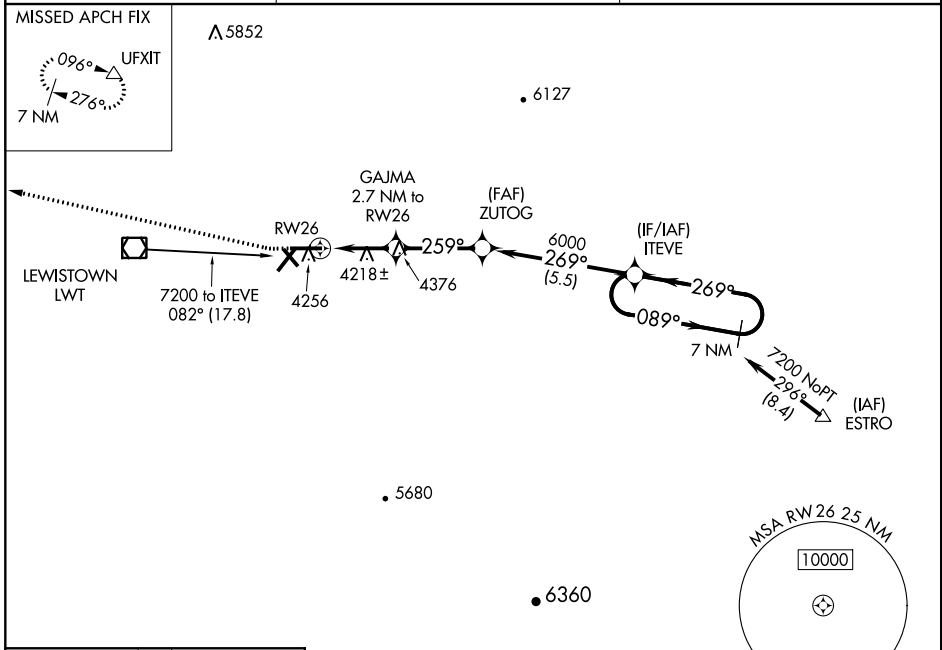 MISSED APCH FIX
096°
UFXIT
276°
7 NM
5852
6127
GAJMA
2.7 NM to
RW26
(FAF)
ZUTOG
(IF/IAF)
ITEVE
RW26
259°
6000
269°
(5.5)
LEWISTOWN
LWT
7200 to ITEVE
082° (17.8)
4256
4218±
4376
269°
089°
7 NM
7200 NoPT
296°
(8.4)
(IAF)
ESTRO
5680
6360
MSA RW26 25 NM
10000